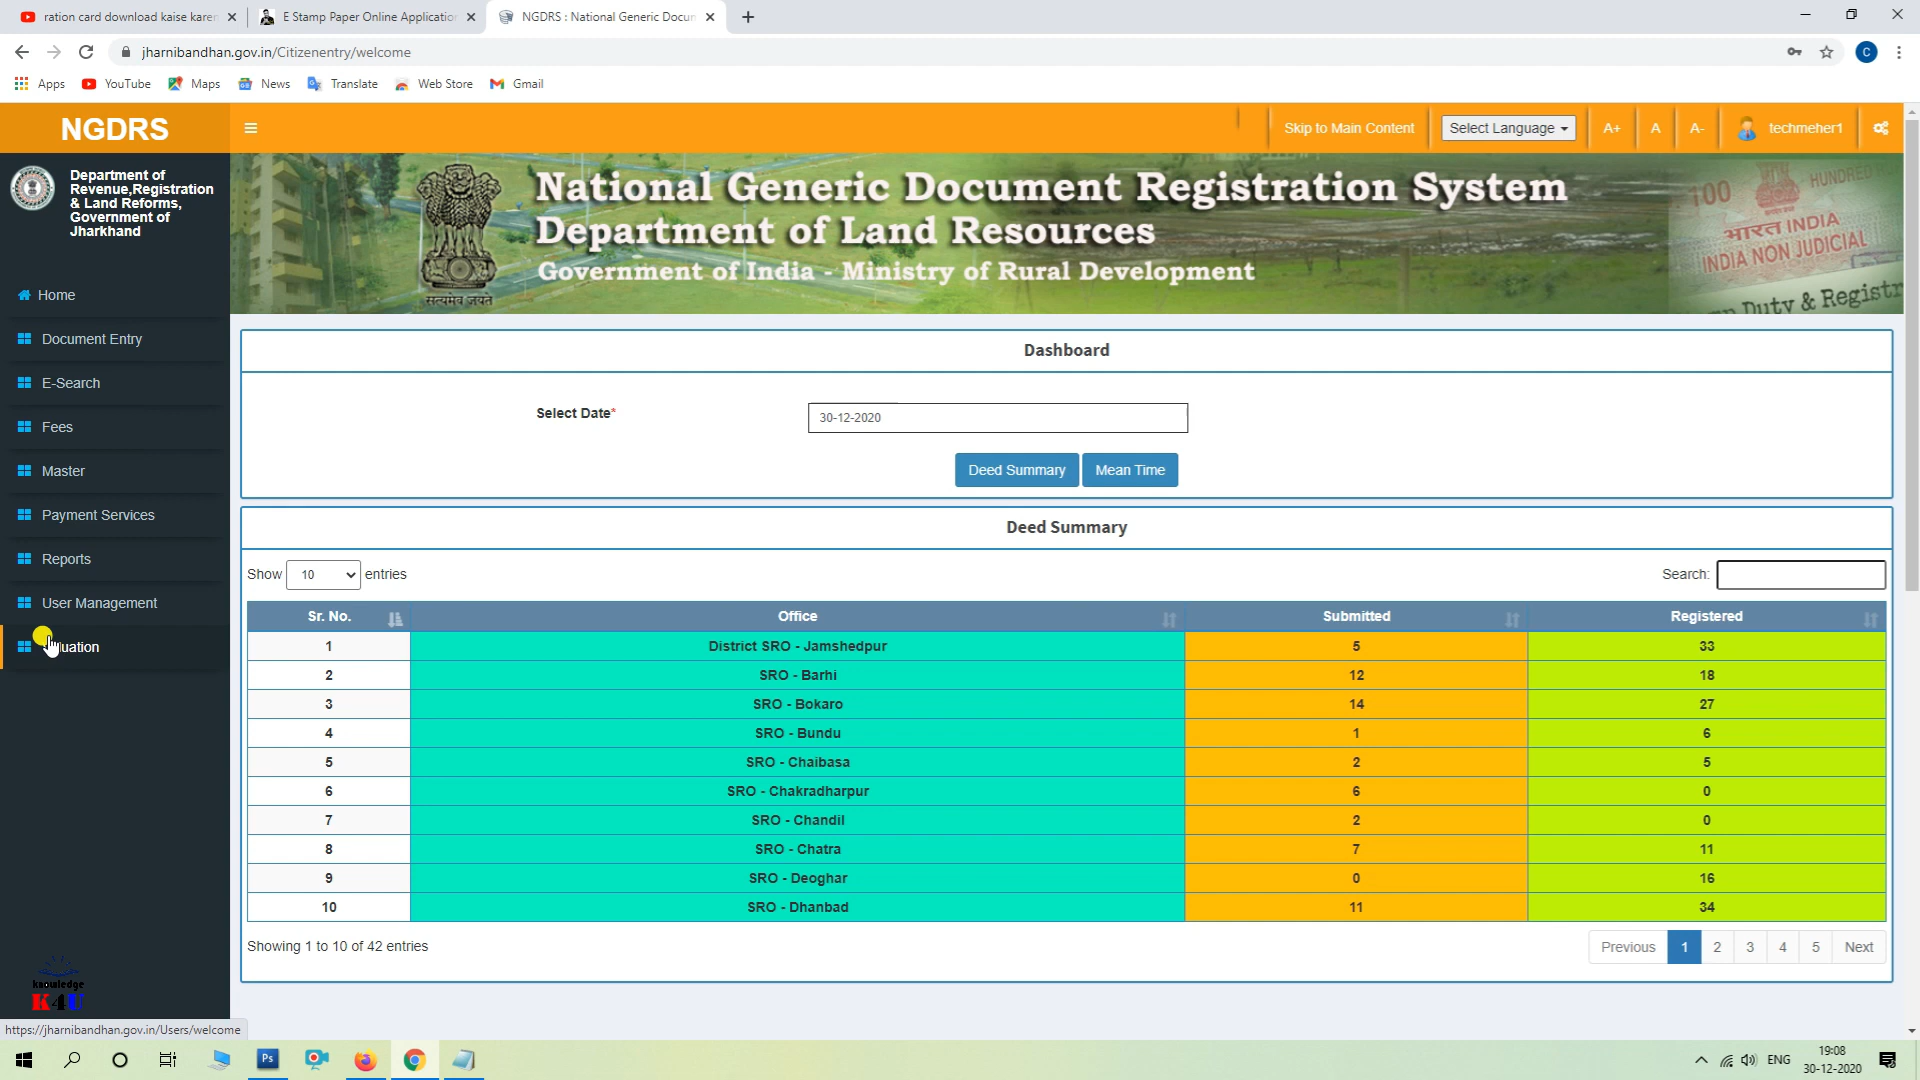 ration card download kaise karen
E Stamp Paper Online Application
NGDRS : National Generic Docun
jharnibandhan.gov.in/Citizenentry/welcome
C
Apps
YouTube
Maps
News
Translate
Web Store
Gmail
NGDRS
Skip to Main Content
Select Language
A+
A
A-
techmeher1
Department of
Revenue,Registration
& Land Reforms,
Government of
Jharkhand
National Generic Document Registration System
Department of Land Resources
Government of India - Ministry of Rural Development
सत्यमेव जयते
100
HUNDRED
भारत INDIA
INDIA NON JUDICIAL
Duty & Registr
Home
Document Entry
E-Search
Fees
Master
Payment Services
Reports
User Management
uation
Dashboard
Select Date*
30-12-2020
Deed Summary
Mean Time
Deed Summary
Show 10 entries
Search:
Sr. No. Office Submitted Registered
1 District SRO - Jamshedpur 5 33
2 SRO - Barhi 12 18
3 SRO - Bokaro 14 27
4 SRO - Bundu 1 6
5 SRO - Chaibasa 2 5
6 SRO - Chakradharpur 6 0
7 SRO - Chandil 2 0
8 SRO - Chatra 7 11
9 SRO - Deoghar 0 16
10 SRO - Dhanbad 11 34
Showing 1 to 10 of 42 entries
Previous 1 2 3 4 5 Next
knowledge
K4U
https://jharnibandhan.gov.in/Users/welcome
Ps
ENG
19:08
30-12-2020